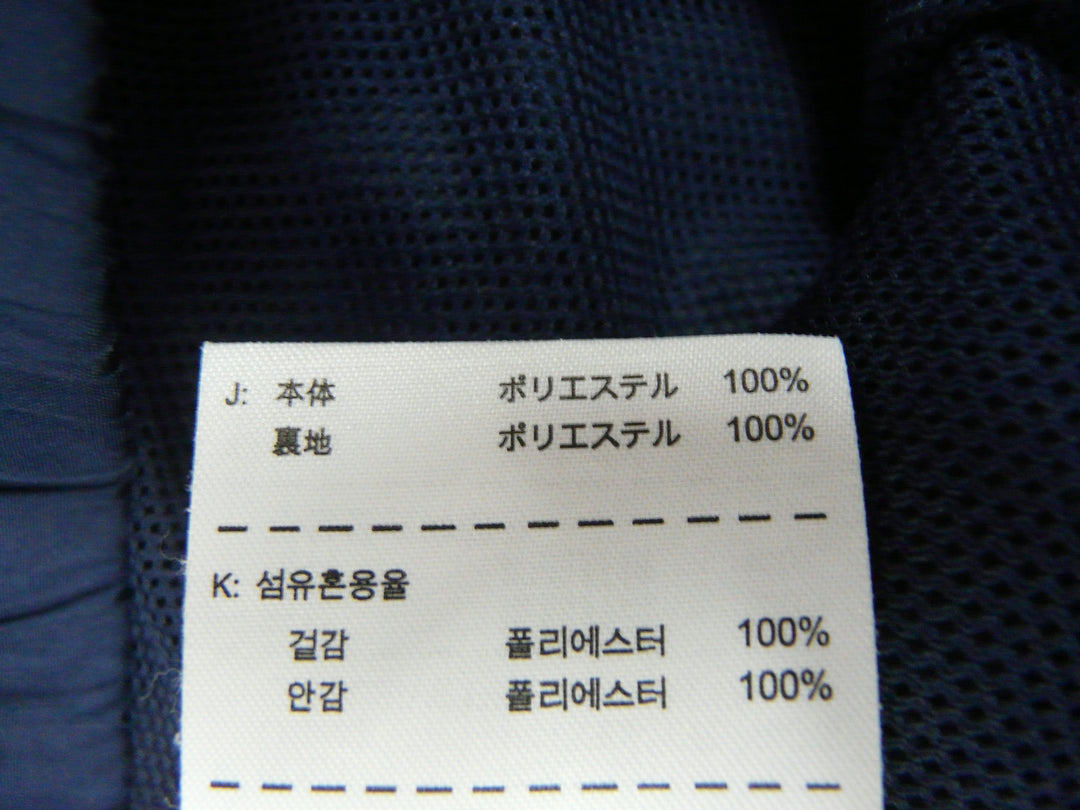 J: 本体 ポリエステル 100%
裏地 ポリエステル 100%
K: 섬유혼용율
겉감 폴리에스터 100%
안감 폴리에스터 100%